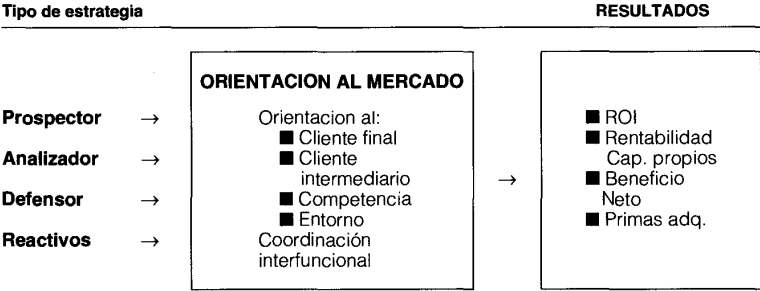 Tipo de estrategia
RESULTADOS
ORIENTACION AL MERCADO
Prospector →
Analizador →
Defensor →
Reactivos →
Orientacion al:
■ Cliente final
■ Cliente
intermediario
■ Competencia
■ Entorno
Coordinación
interfuncional
→
■ ROI
■ Rentabilidad
Cap. propios
■ Beneficio
Neto
■ Primas adq.